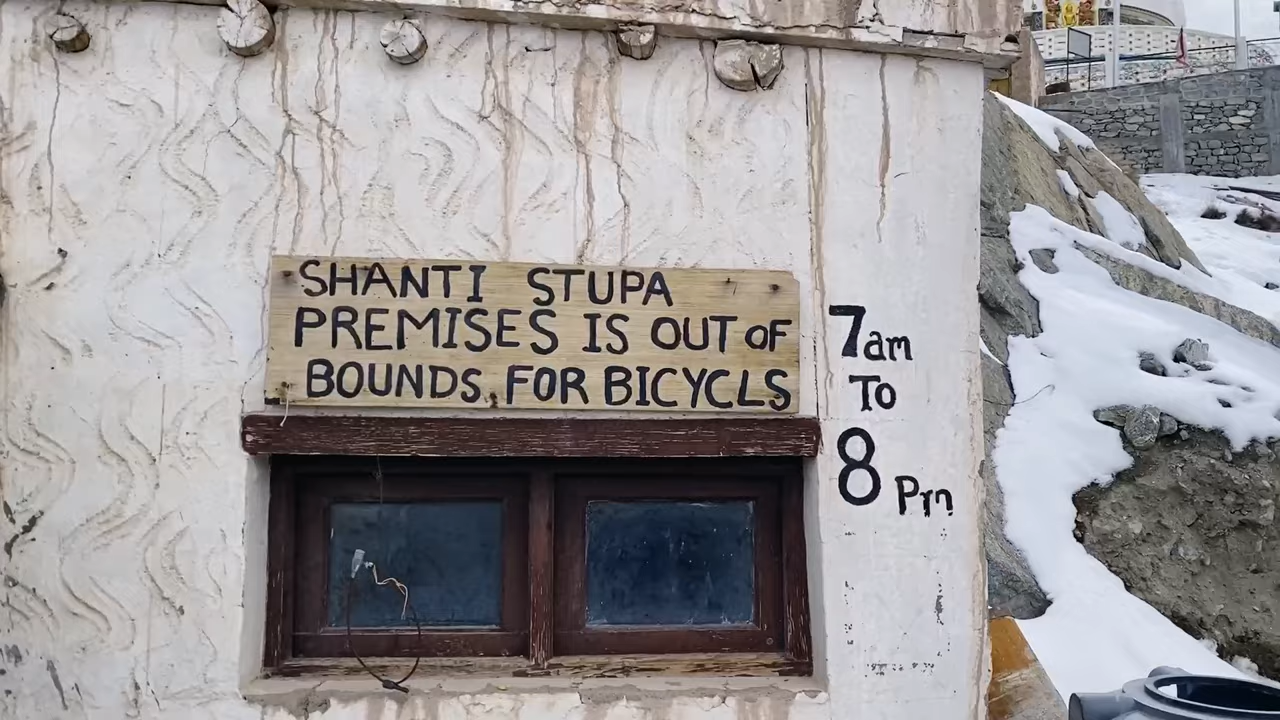 SHANTI STUPA
PREMISES IS OUT OF
BOUNDS FOR BICYCLS
7am
To
8 Pm